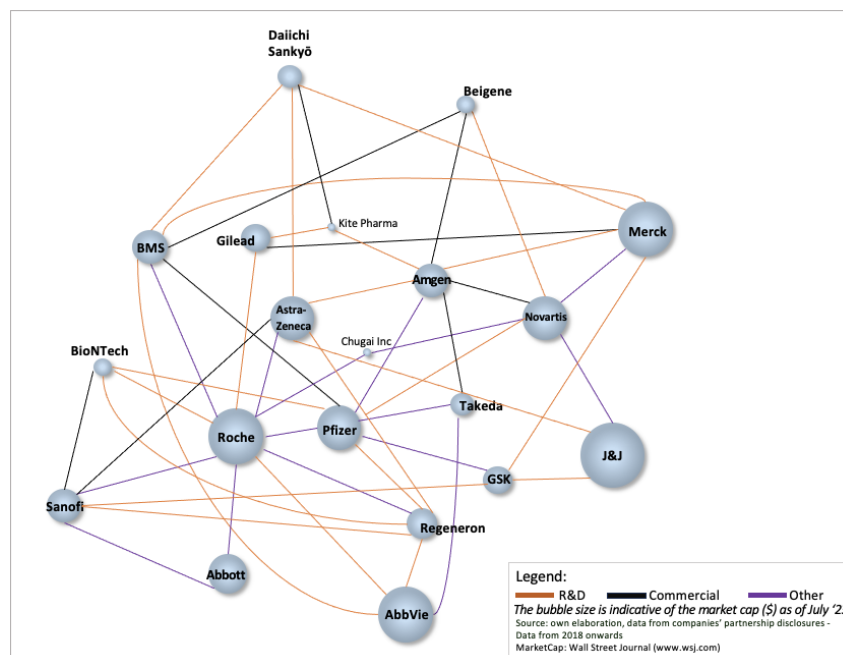 Daiichi
Sankyō
Beigene
Kite Pharma
BMS
Gilead
Merck
Amgen
Astra-
Zeneca
Novartis
Chugai Inc
BioNTech
Takeda
Roche
Pfizer
J&J
GSK
Sanofi
Regeneron
Abbott
AbbVie
Legend:
R&D Commercial Other
The bubble size is indicative of the market cap ($) as of July ‘2
Source: own elaboration, data from companies’ partnership disclosures -
Data from 2018 onwards
MarketCap: Wall Street Journal (www.wsj.com)